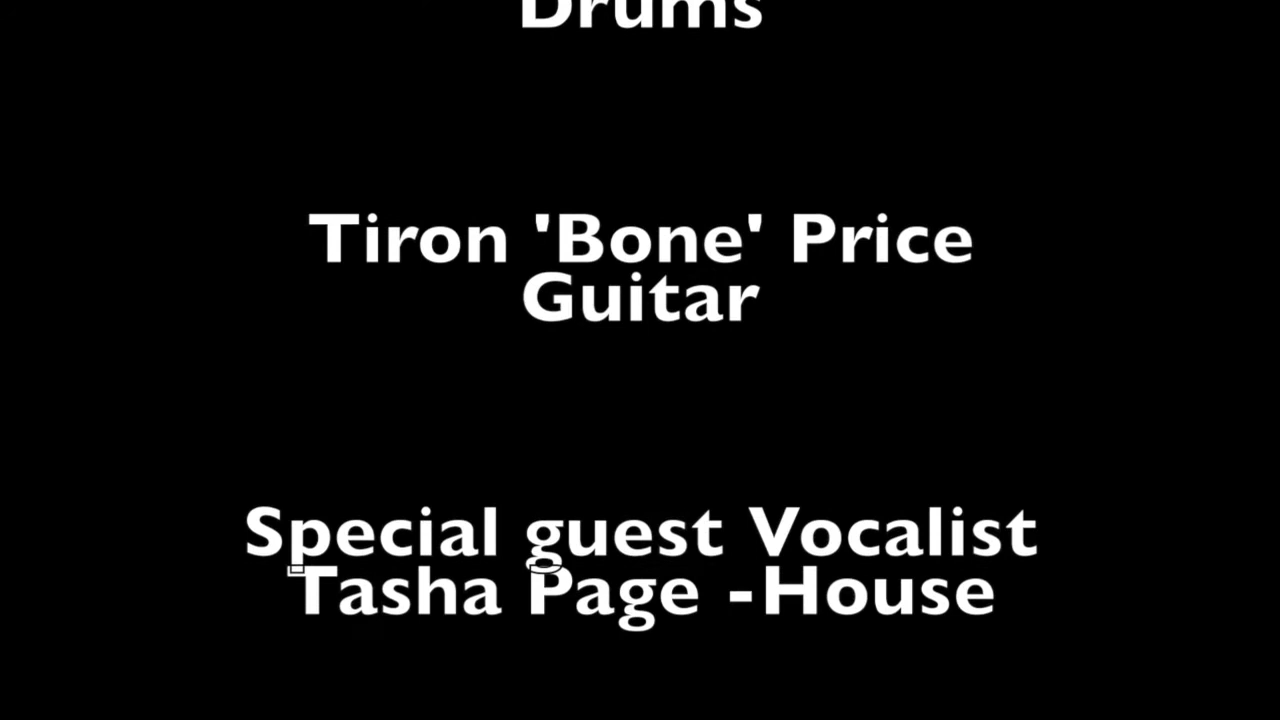 Drums
Tiron 'Bone' Price
Guitar
Special guest Vocalist
Tasha Page -House